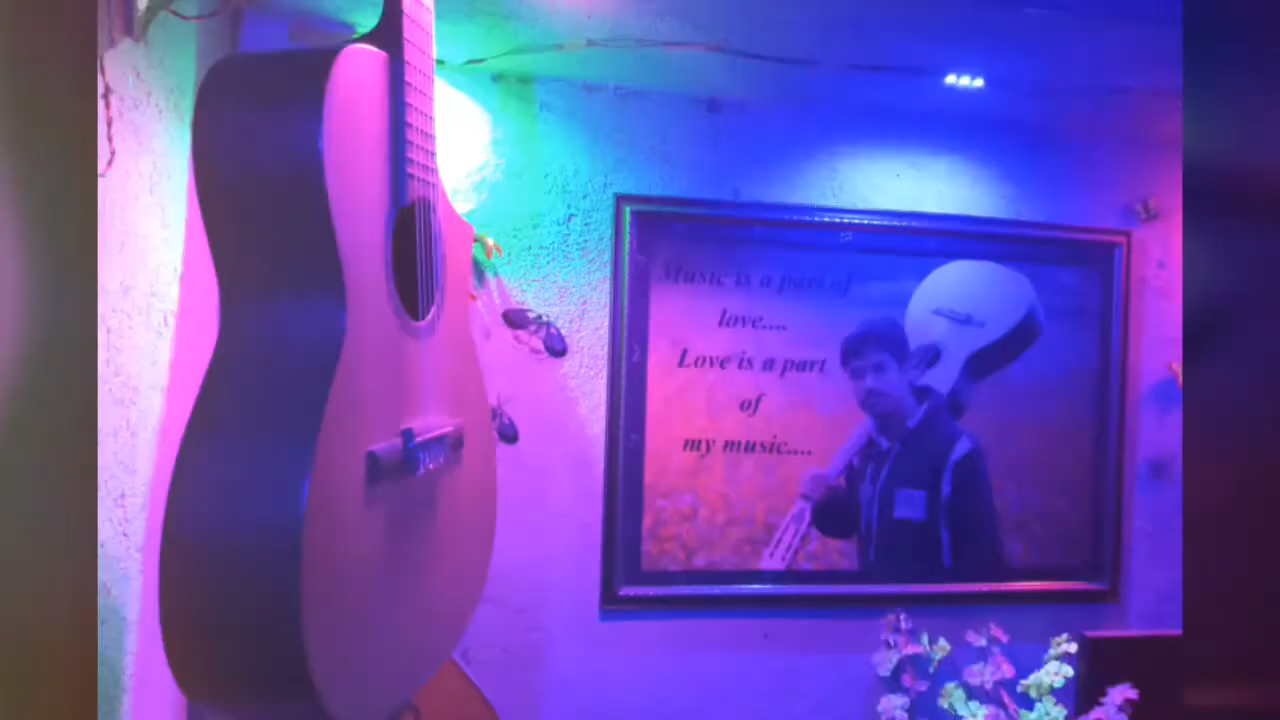 Music is a part of
love....
Love is a part
of
my music....